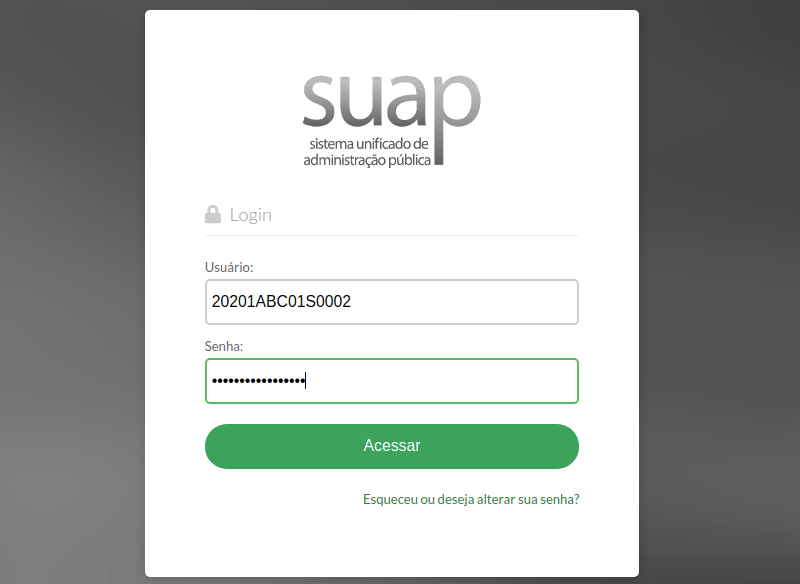 suap
sistema unificado de
administração pública
Login
Usuário:
20201ABC01S0002
Senha:
•••••••••••••••••
Acessar
Esqueceu ou deseja alterar sua senha?